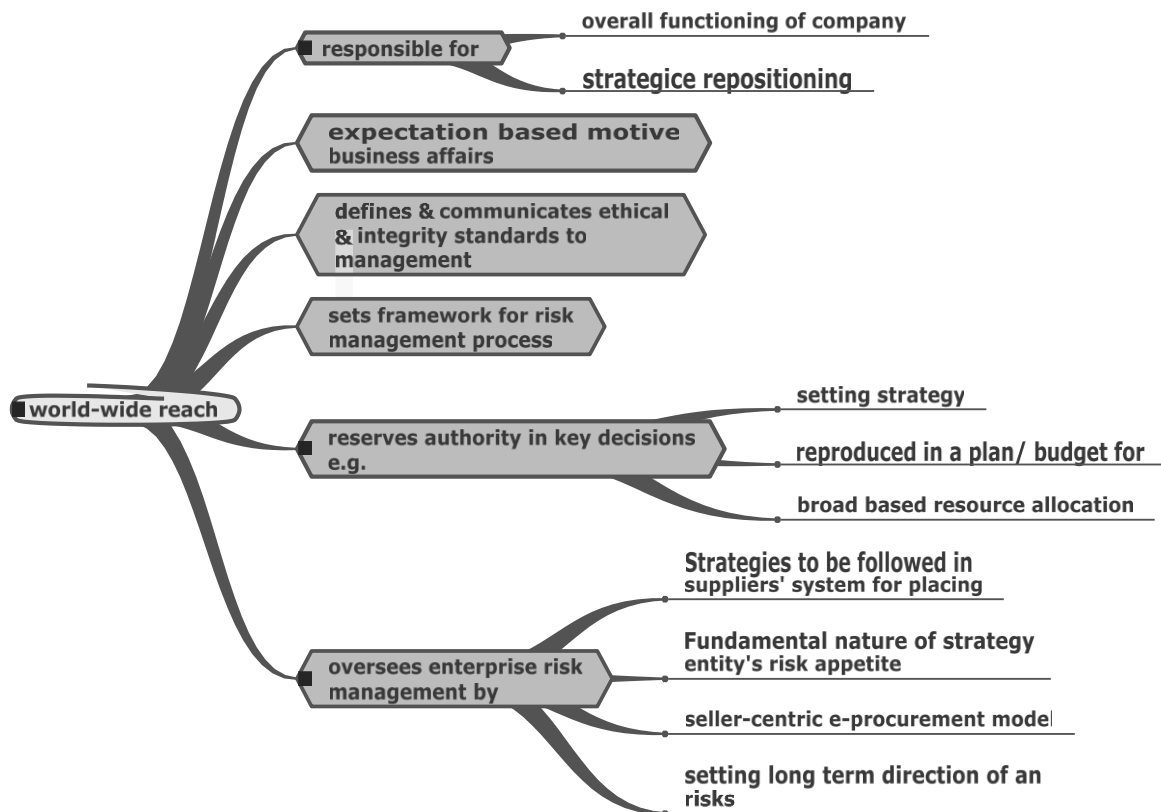 overall functioning of company
responsible for
strategice repositioning
expectation based motive
business affairs
defines & communicates ethical
& integrity standards to
management
sets framework for risk
management process
world-wide reach
reserves authority in key decisions
e.g.
setting strategy
reproduced in a plan/ budget for
broad based resource allocation
oversees enterprise risk
management by
Strategies to be followed in
suppliers' system for placing
Fundamental nature of strategy
entity's risk appetite
seller-centric e-procurement model
setting long term direction of an
risks